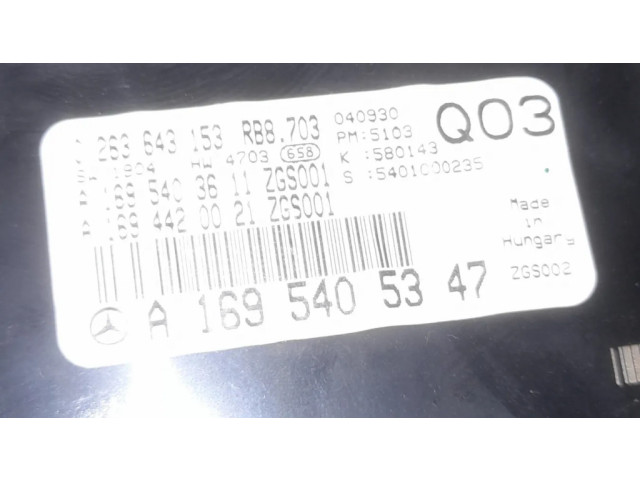 263 643 153 RB8.703 040930 Q03
1904 HW 4703 658 PM:5103
K :580143
169 540 36 11 ZGS001 S :5401000235
169 442 00 21 ZGS001
Made
in
Hungary
ZGS002
A 169 540 53 47